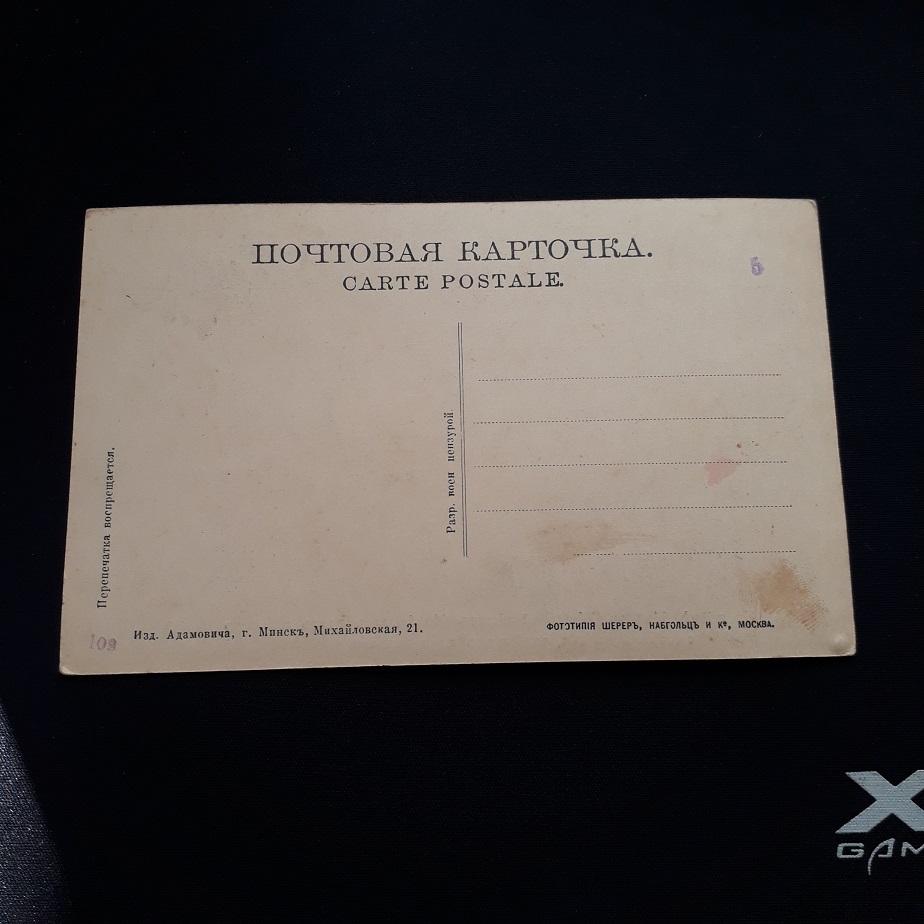 ПОЧТОВАЯ КАРТОЧКА.
CARTE POSTALE.
5
Перепечатка воспрещается.
Разр. воен цензурой
Изд. Адамовича, г. Минскъ, Михайловская, 21.
ФОТОТИПІЯ ШЕРЕРЪ, НАБГОЛЬЦЪ И Кº, МОСКВА.
X
GAM